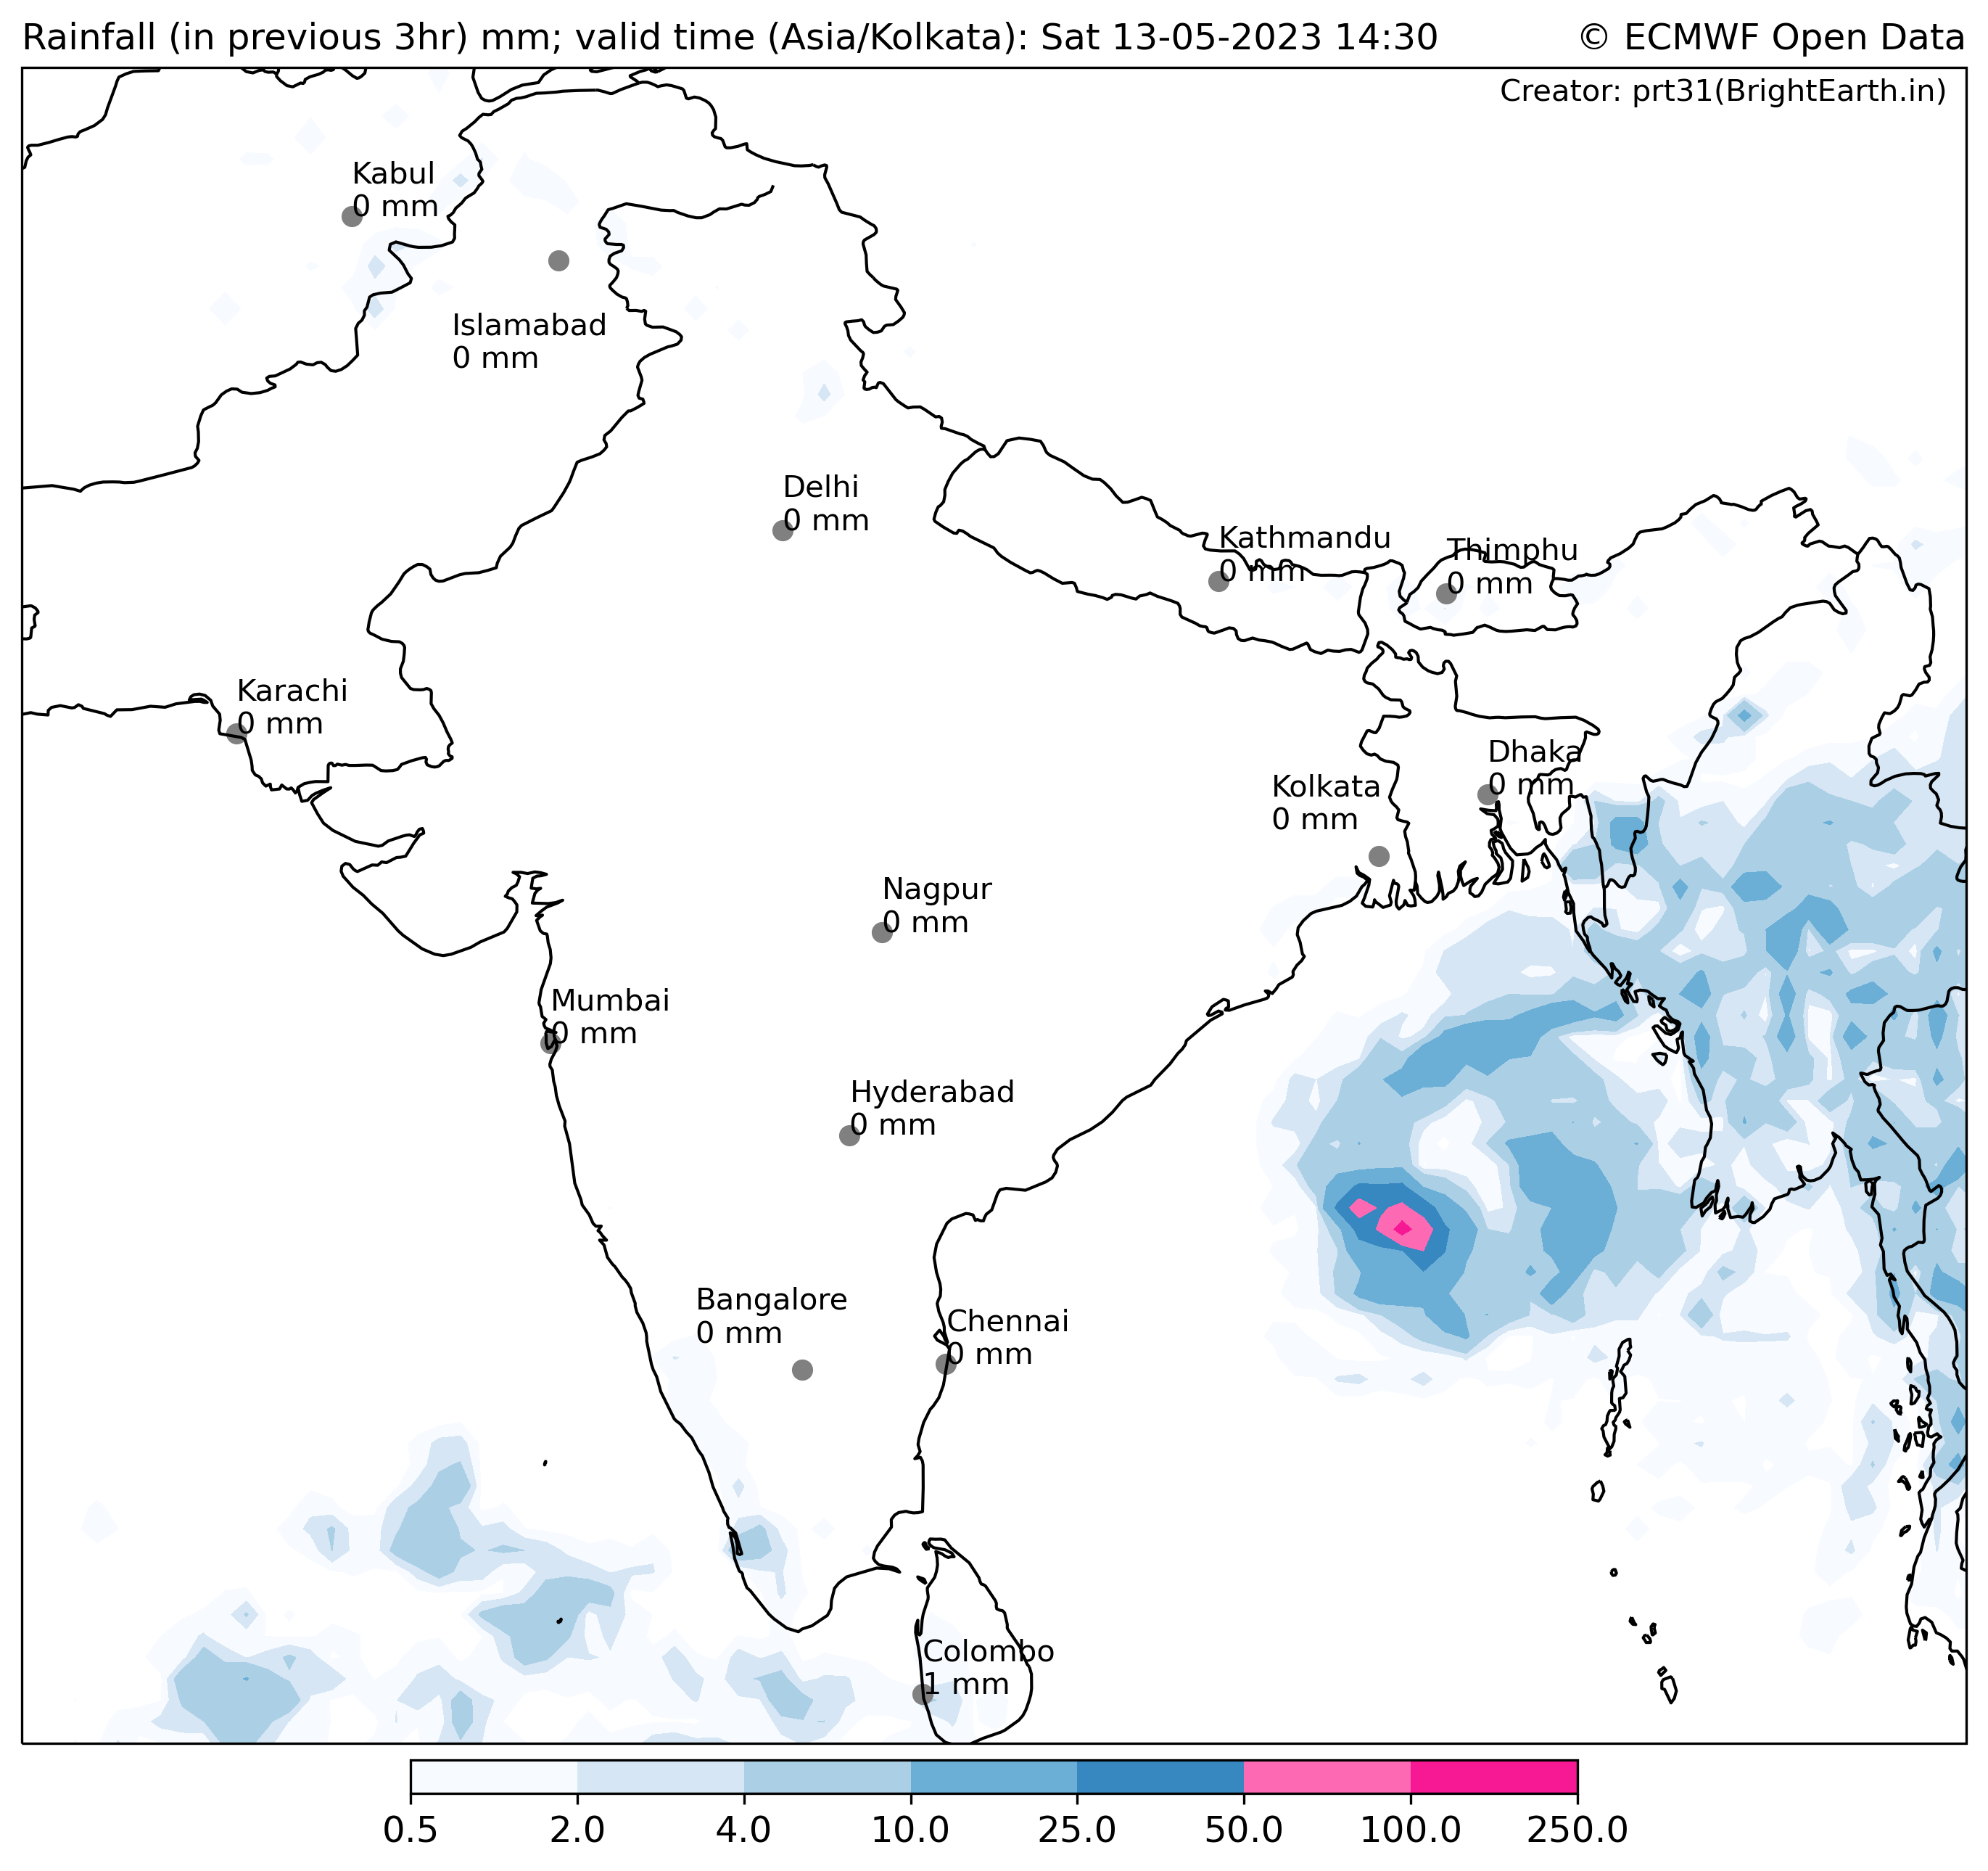 Rainfall (in previous 3hr) mm; valid time (Asia/Kolkata): Sat 13-05-2023 14:30
© ECMWF Open Data
Creator: prt31(BrightEarth.in)
Kabul
0 mm
Islamabad
0 mm
Delhi
0 mm
Kathmandu
0 mm
Thimphu
0 mm
Karachi
0 mm
Dhaka
0 mm
Kolkata
0 mm
Nagpur
0 mm
Mumbai
0 mm
Hyderabad
0 mm
Bangalore
0 mm
Chennai
0 mm
Colombo
1 mm
0.5 2.0 4.0 10.0 25.0 50.0 100.0 250.0